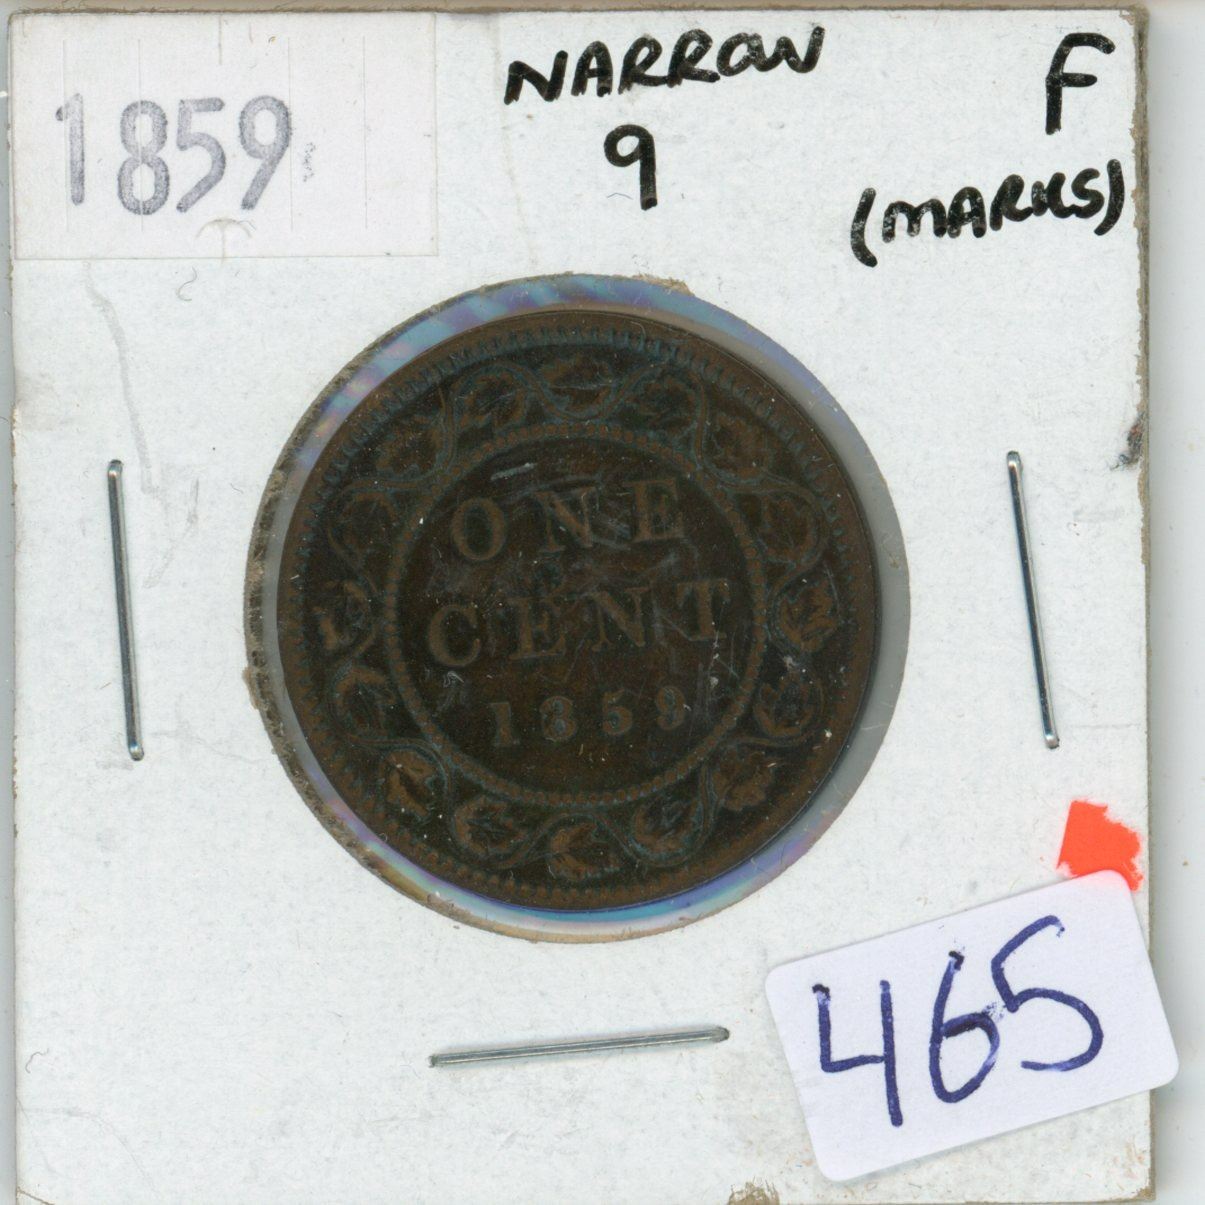 1859
NARROW
9
F
(MARKS)
ONE
CENT
1859
465